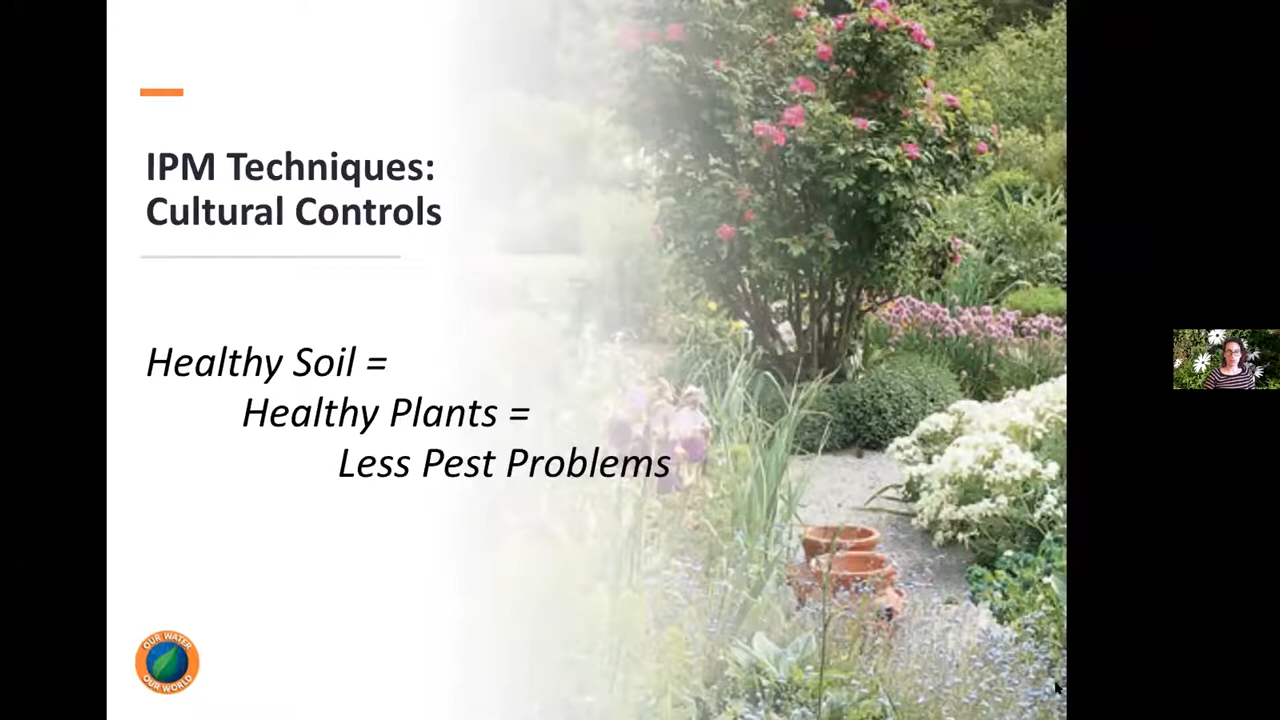 IPM Techniques:
Cultural Controls
Healthy Soil =
Healthy Plants =
Less Pest Problems
OUR WATER
OUR WORLD